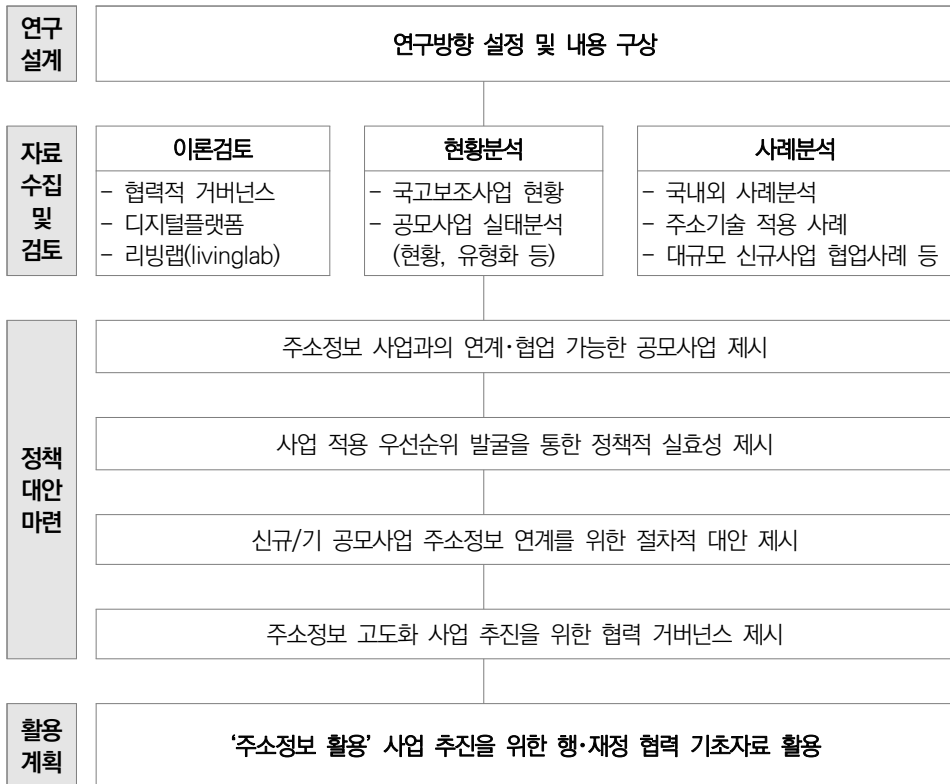 연구
설계
연구방향 설정 및 내용 구상
자료
수집
및
검토
이론검토
- 협력적 거버넌스
- 디지털플랫폼
- 리빙랩(livinglab)
현황분석
- 국고보조사업 현황
- 공모사업 실태분석
(현황, 유형화 등)
사례분석
- 국내외 사례분석
- 주소기술 적용 사례
- 대규모 신규사업 협업사례 등
정책
대안
마련
주소정보 사업과의 연계·협업 가능한 공모사업 제시
사업 적용 우선순위 발굴을 통한 정책적 실효성 제시
신규/기 공모사업 주소정보 연계를 위한 절차적 대안 제시
주소정보 고도화 사업 추진을 위한 협력 거버넌스 제시
활용
계획
‘주소정보 활용’ 사업 추진을 위한 행·재정 협력 기초자료 활용